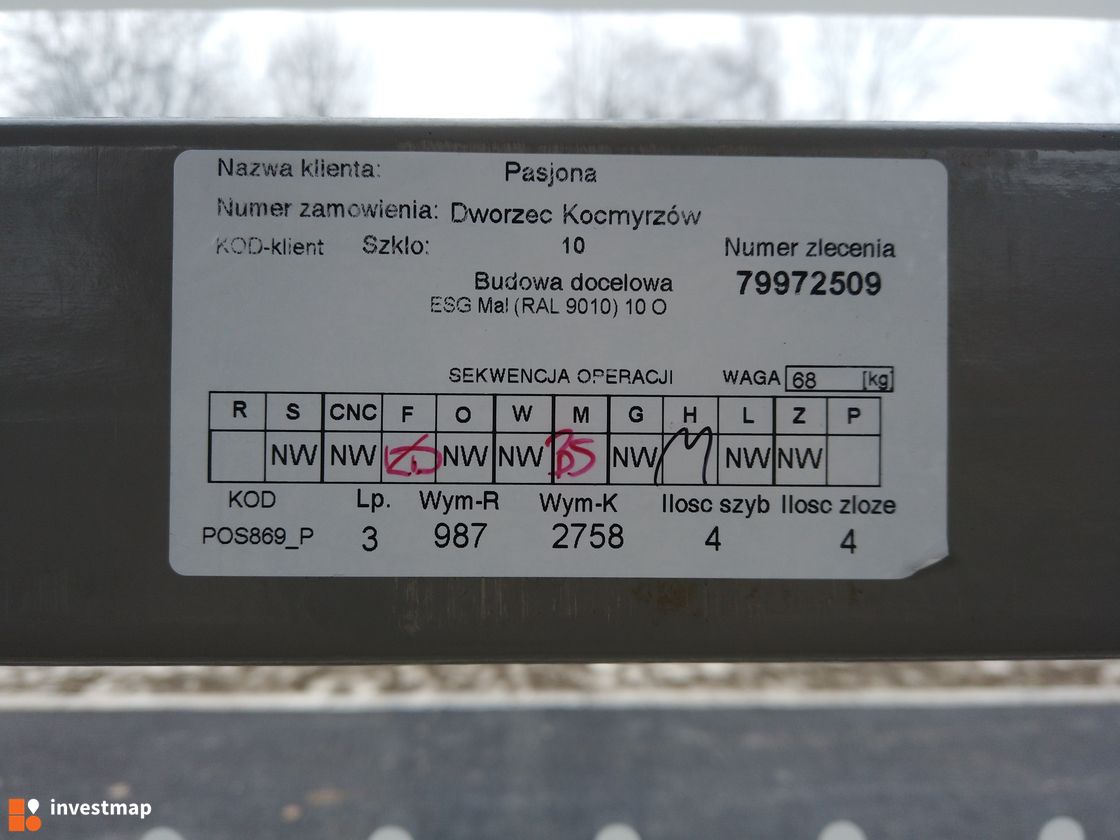 Nazwa klienta: Pasjona
Numer zamowienia: Dworzec Kocmyrzów
KOD-klient Szklo: 10 Numer zlecenia
Budowa docelowa 79972509
ESG Mal (RAL 9010) 10 O
SEKWENCJA OPERACJI WAGA 68 [kg]
R S CNC F O W M G H L Z P
NW NW NW NW NW NW NW
KOD Lp. Wym-R Wym-K Ilosc szyb Ilosc zloze
POS869_P 3 987 2758 4 4
investmap